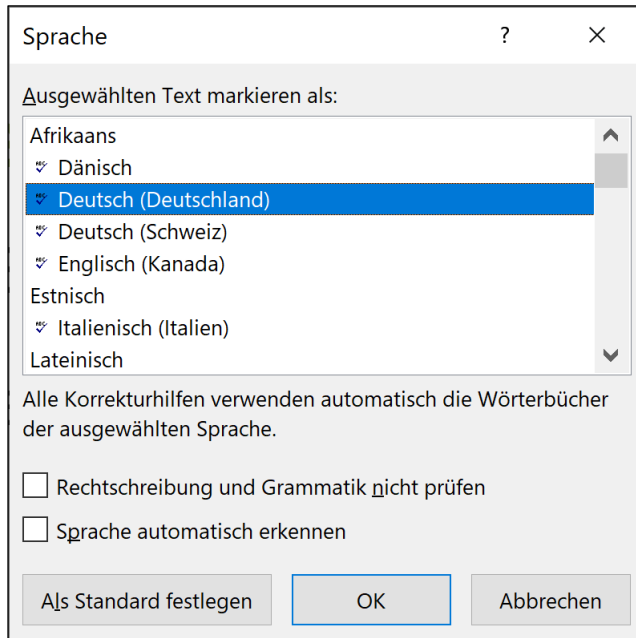 Sprache ?
Ausgewählten Text markieren als:
Afrikaans
Dänisch
Deutsch (Deutschland)
Deutsch (Schweiz)
Englisch (Kanada)
Estnisch
Italienisch (Italien)
Lateinisch
Alle Korrekturhilfen verwenden automatisch die Wörterbücher
der ausgewählten Sprache.
Rechtschreibung und Grammatik nicht prüfen
Sprache automatisch erkennen
Als Standard festlegen OK Abbrechen